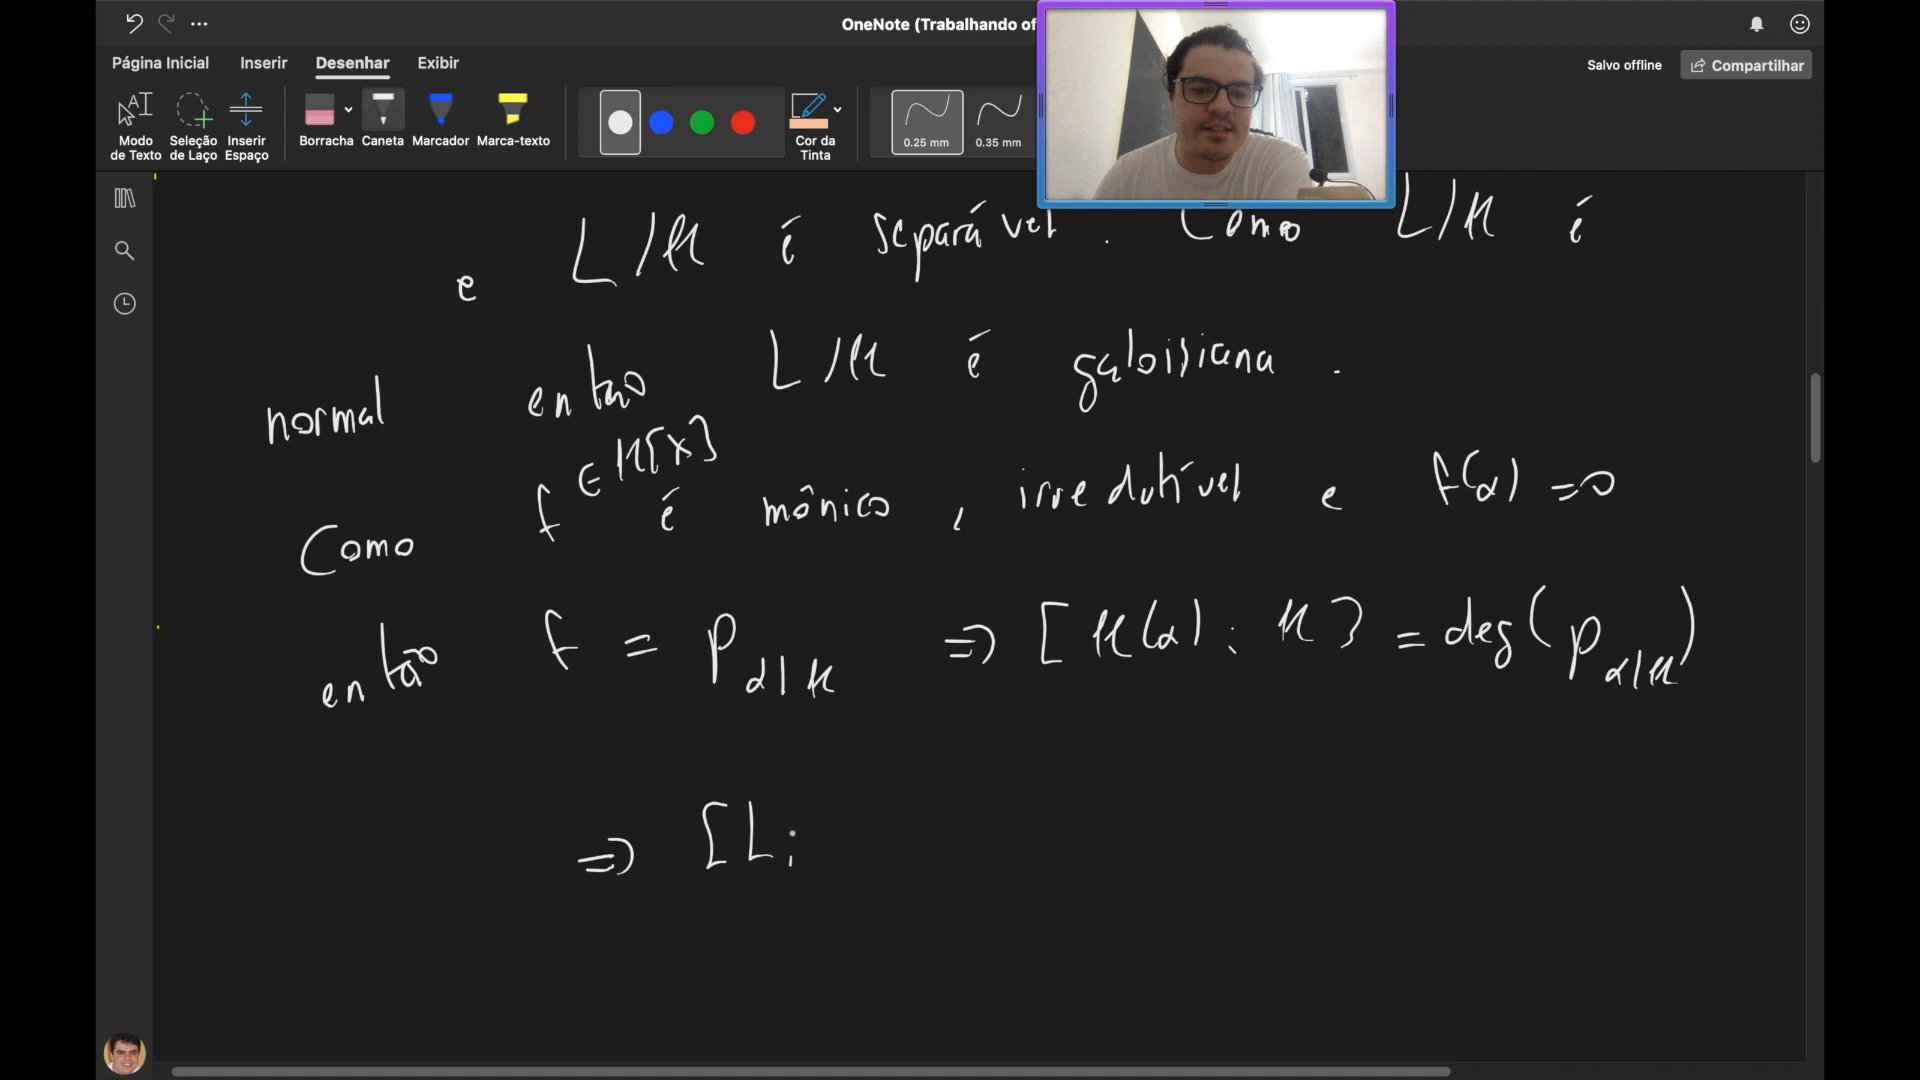 OneNote (Trabalhando of
Página Inicial Inserir Desenhar Exibir
Salvo offline
Compartilhar
A
Modo de Texto
Seleção de Laço
Inserir Espaço
Borracha
Caneta
Marcador
Marca-texto
Cor da Tinta
0.25 mm
0.35 mm
e L/K é separável. Como L/K é
normal então L/K é galoisiana.
Como f ∈ K[x] é mônico, irredutível e f(α) = 0
então f = p_{α|K} ⇒ [K(α) : K] = deg(p_{α|K})
⇒ [L :